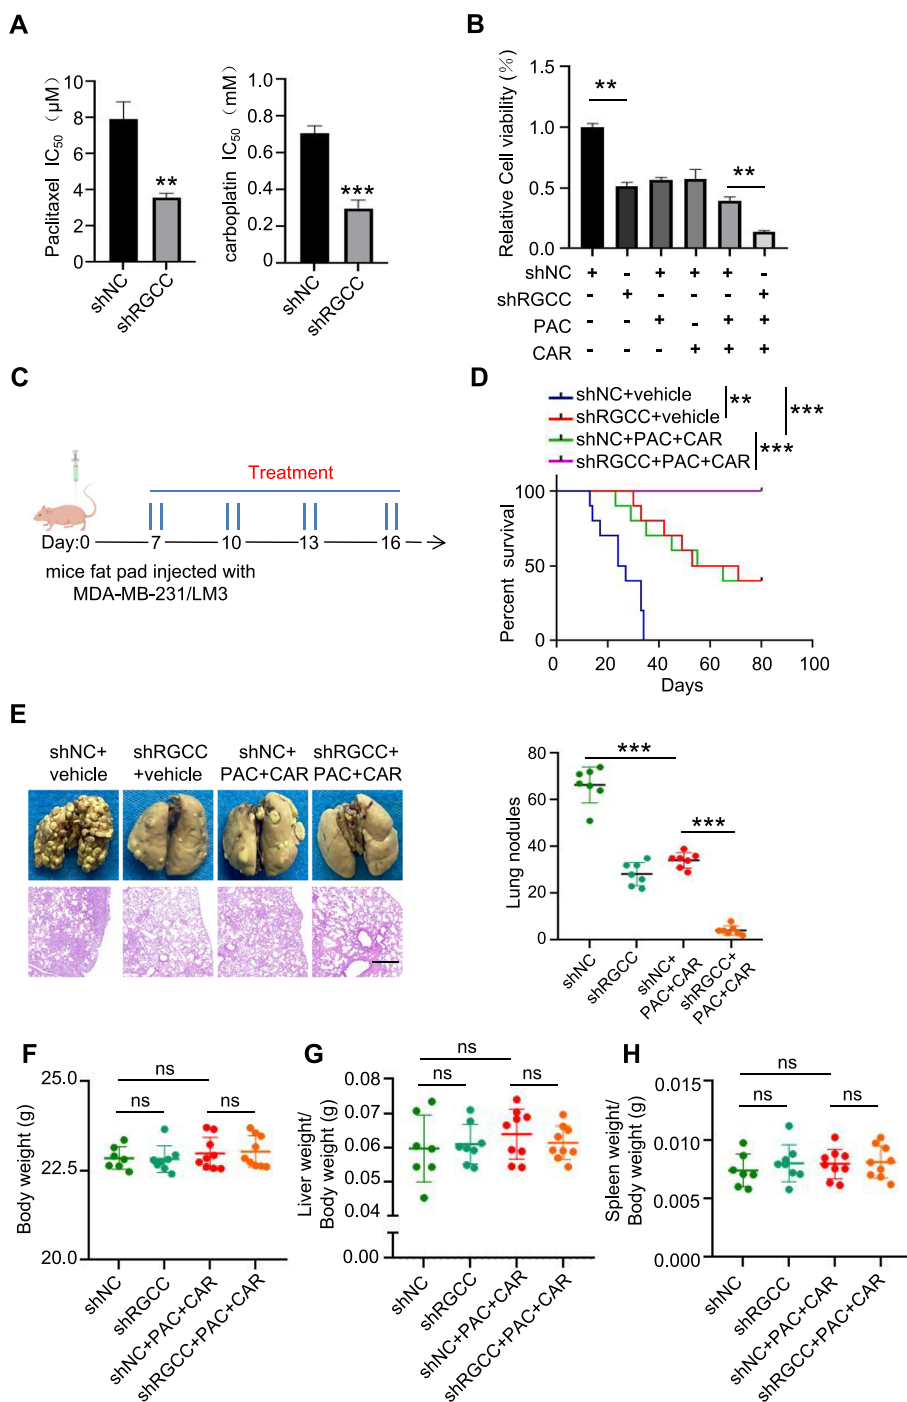 A
Paclitaxel IC50 (μM)
10
8
6
4
2
0
**
shNC
shRGCC
carboplatin IC50 (mM)
0.8
0.6
0.4
0.2
0
***
shNC
shRGCC
B
Relative Cell viability (%)
1.5
1.0
0.5
0.0
**
**
shNC + - + + + -
shRGCC - + - - - +
PAC - - + - + +
CAR - - - + + +
C
Treatment
Day:0 7 10 13 16
mice fat pad injected with
MDA-MB-231/LM3
D
shNC+vehicle
shRGCC+vehicle
shNC+PAC+CAR
shRGCC+PAC+CAR
**
***
***
Percent survival
100
50
0
0 20 40 60 80 100
Days
E
shNC+ vehicle
shRGCC +vehicle
shNC+ PAC+CAR
shRGCC+ PAC+CAR
Lung nodules
80
60
40
20
0
***
***
shNC
shRGCC
shNC+
PAC+CAR
shRGCC+
PAC+CAR
F
Body weight (g)
25.0
22.5
20.0
ns
ns
ns
shNC
shRGCC
shNC+PAC+CAR
shRGCC+PAC+CAR
G
Liver weight/
Body weight (g)
0.08
0.07
0.06
0.05
0.04
0.00
ns
ns
ns
shNC
shRGCC
shNC+PAC+CAR
shRGCC+PAC+CAR
H
Spleen weight/
Body weight (g)
0.015
0.010
0.005
0.000
ns
ns
ns
shNC
shRGCC
shNC+PAC+CAR
shRGCC+PAC+CAR